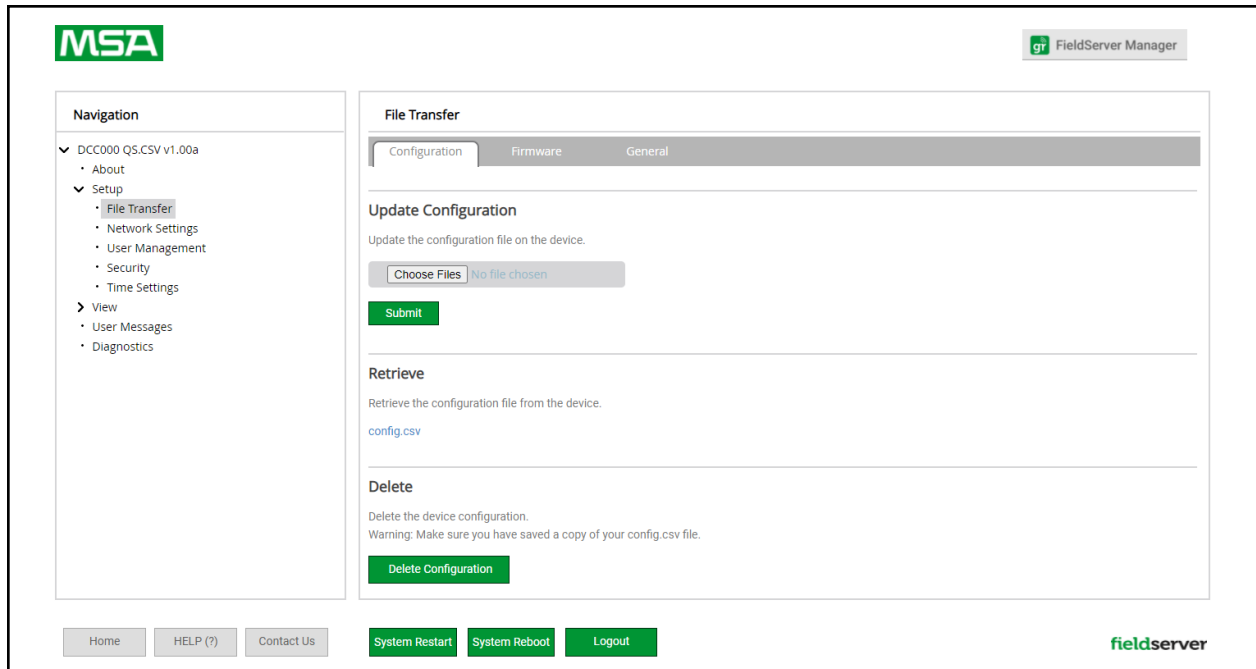 MSA
gr FieldServer Manager
Navigation
DCC000 QS.CSV v1.00a
About
Setup
File Transfer
Network Settings
User Management
Security
Time Settings
View
User Messages
Diagnostics
File Transfer
Configuration Firmware General
Update Configuration
Update the configuration file on the device.
Choose Files No file chosen
Submit
Retrieve
Retrieve the configuration file from the device.
config.csv
Delete
Delete the device configuration.
Warning: Make sure you have saved a copy of your config.csv file.
Delete Configuration
Home HELP (?) Contact Us System Restart System Reboot Logout fieldserver